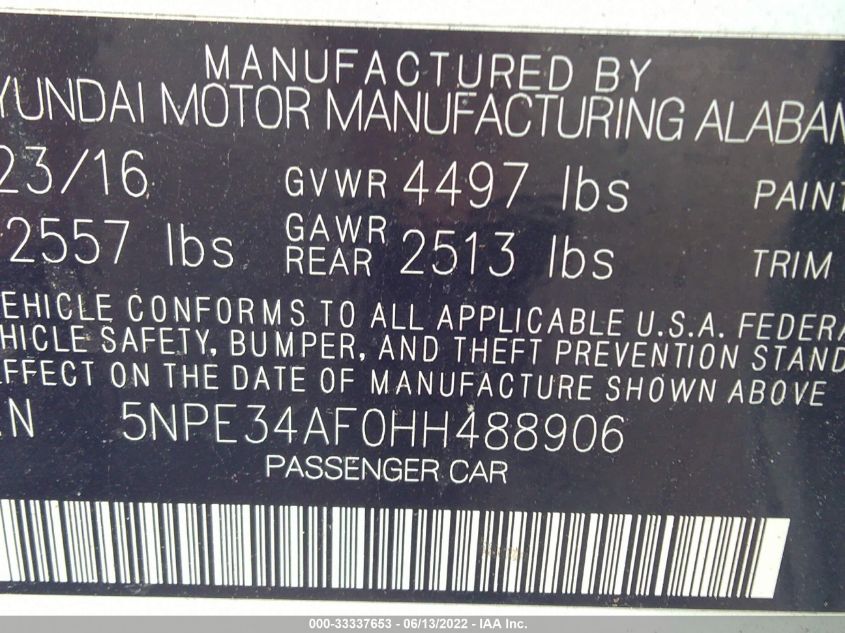 MANUFACTURED BY
YUNDAI MOTOR MANUFACTURING ALABAM
23/16 GVWR 4497 lbs PAINT
2557 lbs GAWR REAR 2513 lbs TRIM
EHICLE CONFORMS TO ALL APPLICABLE U.S.A. FEDERA
HICLE SAFETY, BUMPER, AND THEFT PREVENTION STAND
EFFECT ON THE DATE OF MANUFACTURE SHOWN ABOVE
N 5NPE34AF0HH488906
PASSENGER CAR
000-33337653 - 06/13/2022 - IAA Inc.